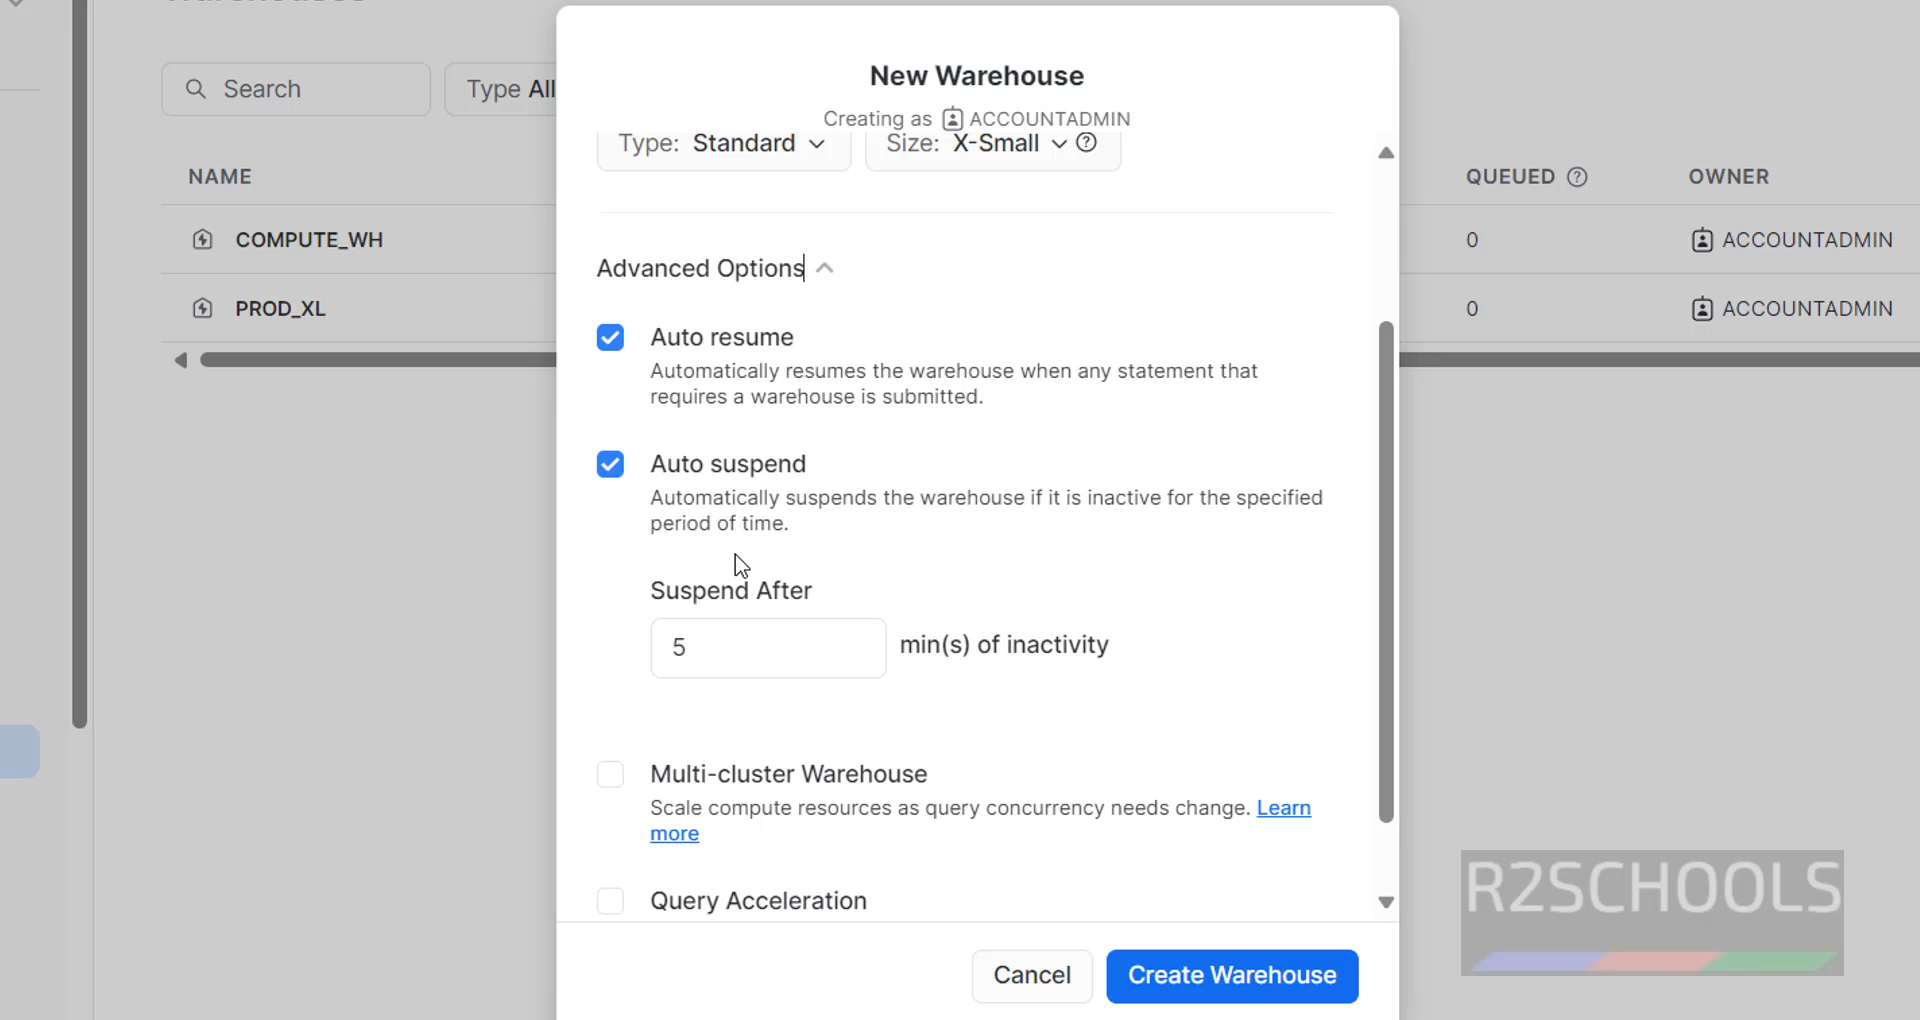 Search
Type All
NAME
COMPUTE_WH
PROD_XL
QUEUED
OWNER
0
ACCOUNTADMIN
0
ACCOUNTADMIN
New Warehouse
Creating as ACCOUNTADMIN
Type: Standard
Size: X-Small
Advanced Options
Auto resume
Automatically resumes the warehouse when any statement that
requires a warehouse is submitted.
Auto suspend
Automatically suspends the warehouse if it is inactive for the specified
period of time.
Suspend After
5 min(s) of inactivity
Multi-cluster Warehouse
Scale compute resources as query concurrency needs change. Learn
more
Query Acceleration
Cancel
Create Warehouse
R2SCHOOLS